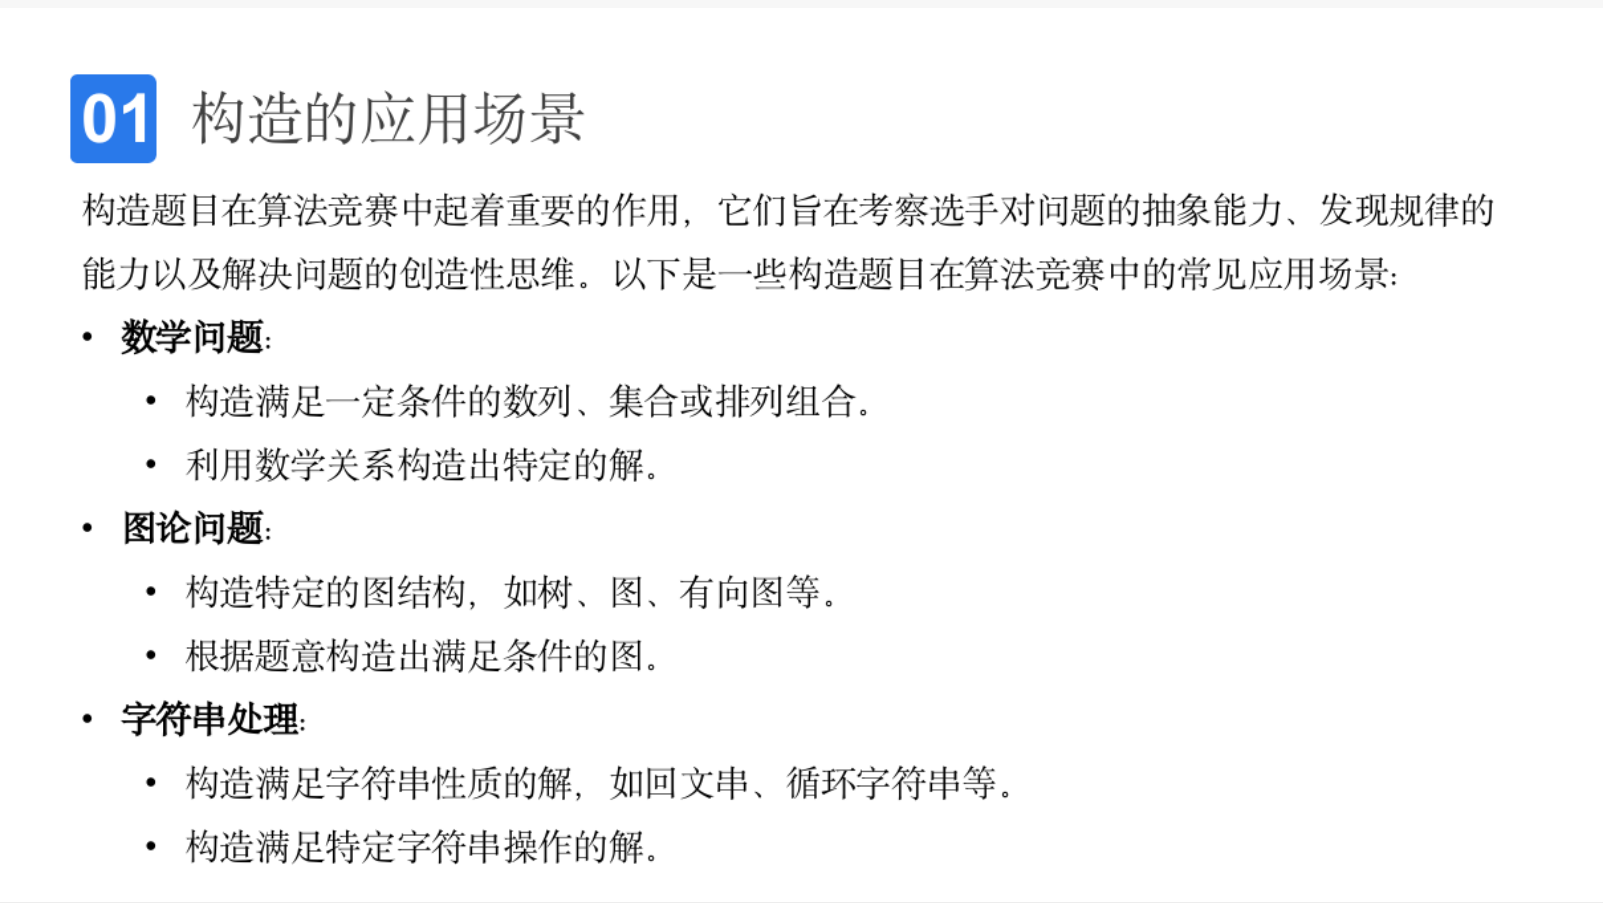 01 构造的应用场景
构造题目在算法竞赛中起着重要的作用，它们旨在考察选手对问题的抽象能力、发现规律的
能力以及解决问题的创造性思维。以下是一些构造题目在算法竞赛中的常见应用场景:
• 数学问题:
• 构造满足一定条件的数列、集合或排列组合。
• 利用数学关系构造出特定的解。
• 图论问题:
• 构造特定的图结构，如树、图、有向图等。
• 根据题意构造出满足条件的图。
• 字符串处理:
• 构造满足字符串性质的解，如回文串、循环字符串等。
• 构造满足特定字符串操作的解。